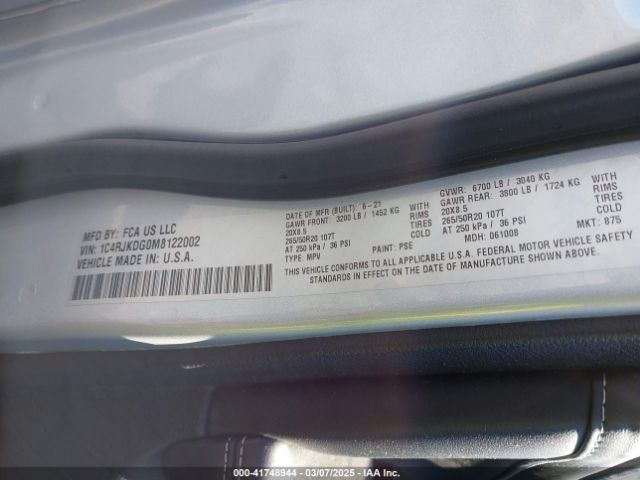 MFD BY: FCA US LLC
VIN: 1C4RJKDG0M8122002
VEHICLE MADE IN U.S.A.
DATE OF MFR (BUILT): 6-21
GAWR FRONT: 3200 LB / 1452 KG WITH
20X8.5 RIMS
265/50R20 107T TIRES
AT 250 kPa / 36 PSI COLD
TYPE: MPV PAINT: PSE
GVWR: 6700 LB / 3040 KG
GAWR REAR: 3800 LB / 1724 KG WITH
20X8.5 RIMS
265/50R20 107T TIRES
AT 250 kPa / 36 PSI COLD
MDH: 061008 MKT: 875
THIS VEHICLE CONFORMS TO ALL APPLICABLE U.S.A. FEDERAL MOTOR VEHICLE SAFETY
STANDARDS IN EFFECT ON THE DATE OF MANUFACTURE SHOWN ABOVE.
000-41748944 — 03/07/2025 — IAA Inc. (C)